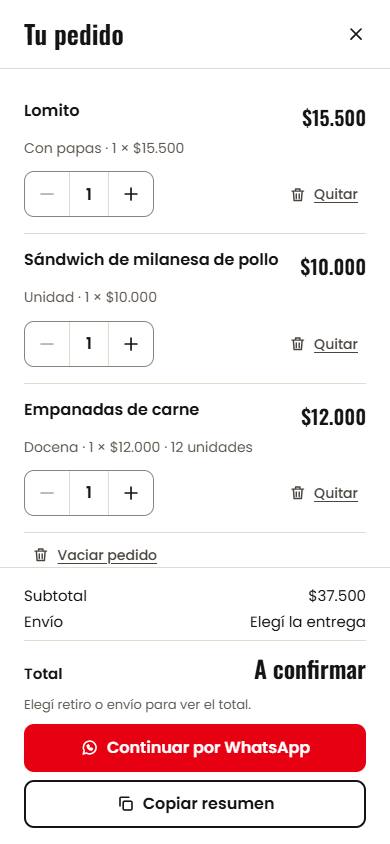 Tu pedido
Lomito
$15.500
Con papas · 1 × $15.500
1
Quitar
Sándwich de milanesa de pollo
$10.000
Unidad · 1 × $10.000
1
Quitar
Empanadas de carne
$12.000
Docena · 1 × $12.000 · 12 unidades
1
Quitar
Vaciar pedido
Subtotal $37.500
Envío Elegí la entrega
Total A confirmar
Elegí retiro o envío para ver el total.
Continuar por WhatsApp
Copiar resumen